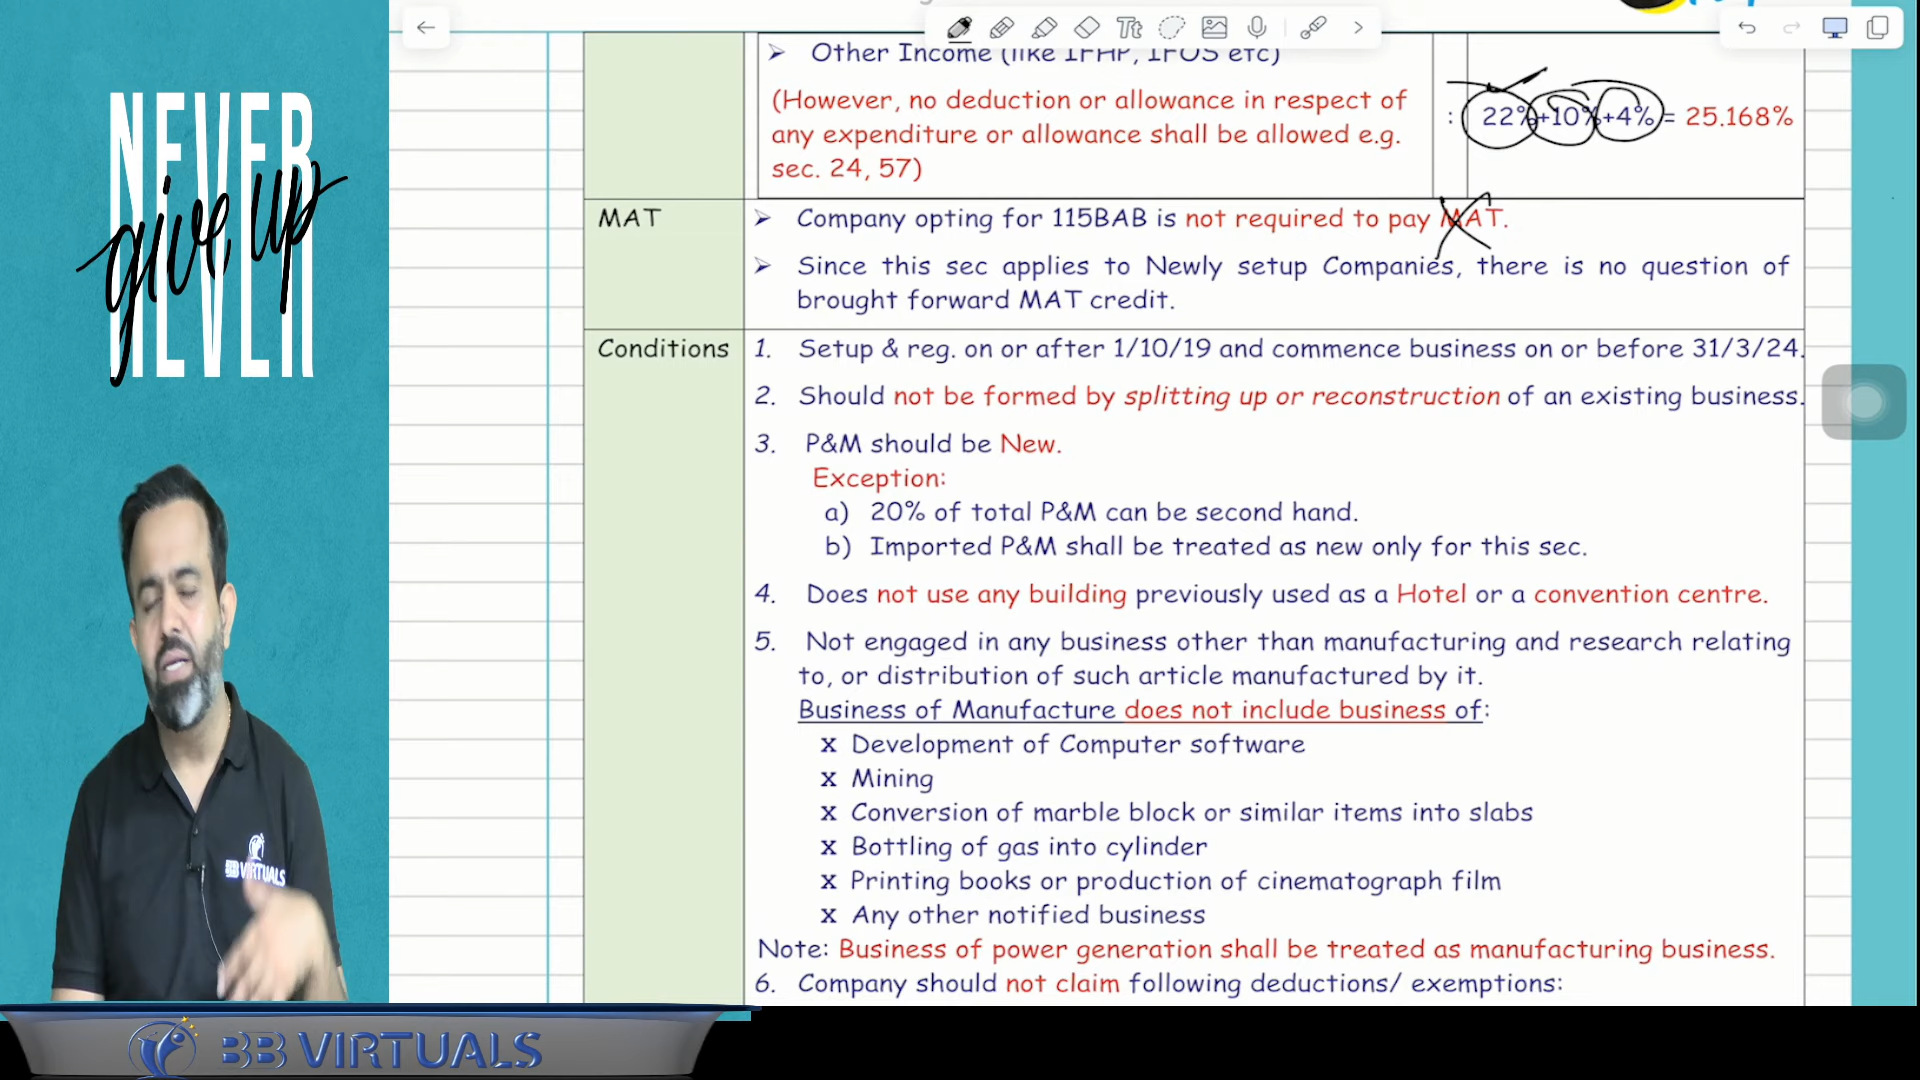 NEVER
give up
NEVER
Tt
Other Income (like IFHP, IFOS etc)
(However, no deduction or allowance in respect of
any expenditure or allowance shall be allowed e.g.
sec. 24, 57)
: 22%+10%+4% = 25.168%
MAT
➤ Company opting for 115BAB is not required to pay MAT.
➤ Since this sec applies to Newly setup Companies, there is no question of
brought forward MAT credit.
Conditions
1. Setup & reg. on or after 1/10/19 and commence business on or before 31/3/24.
2. Should not be formed by splitting up or reconstruction of an existing business.
3. P&M should be New.
Exception:
a) 20% of total P&M can be second hand.
b) Imported P&M shall be treated as new only for this sec.
4. Does not use any building previously used as a Hotel or a convention centre.
5. Not engaged in any business other than manufacturing and research relating
to, or distribution of such article manufactured by it.
Business of Manufacture does not include business of:
x Development of Computer software
x Mining
x Conversion of marble block or similar items into slabs
x Bottling of gas into cylinder
x Printing books or production of cinematograph film
x Any other notified business
Note: Business of power generation shall be treated as manufacturing business.
6. Company should not claim following deductions/ exemptions:
BB VIRTUALS
BB VIRTUALS